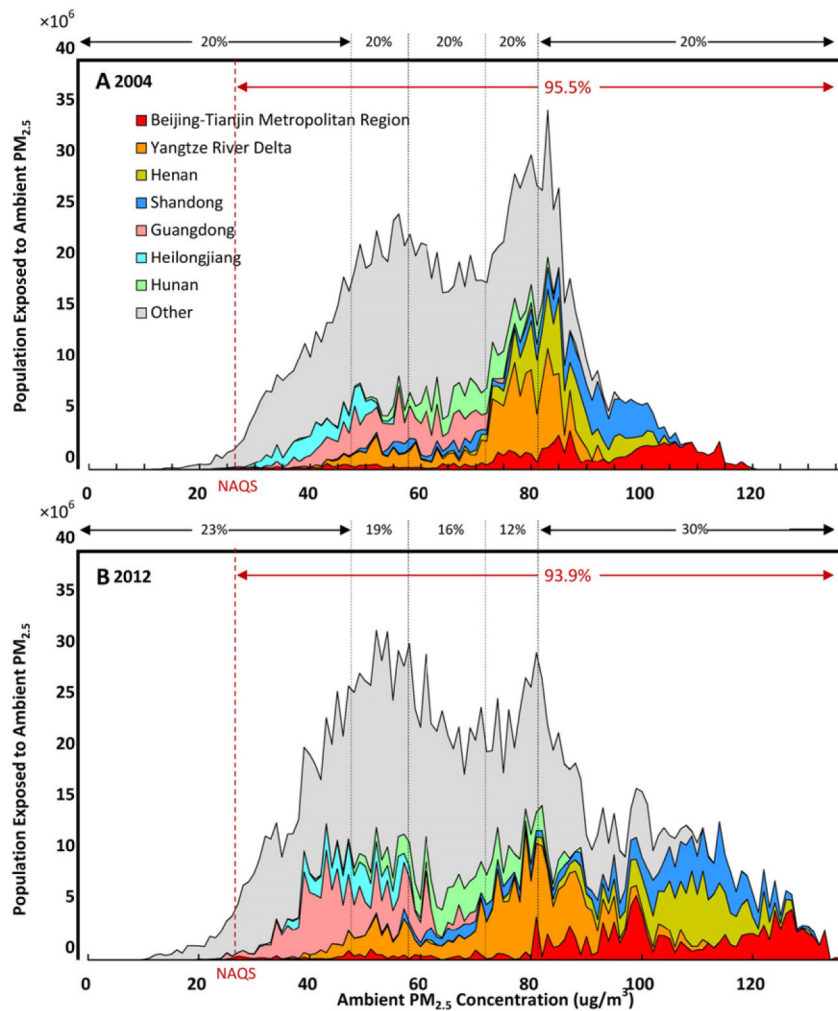 ×10⁶
20% 20% 20% 20% 20%
40
A 2004
95.5%
35
30
25
20
15
10
5
0
Population Exposed to Ambient PM₂.₅
Beijing-Tianjin Metropolitan Region
Yangtze River Delta
Henan
Shandong
Guangdong
Heilongjiang
Hunan
Other
0 20 40 60 80 100 120
NAQS
×10⁶
23% 19% 16% 12% 30%
40
B 2012
93.9%
35
30
25
20
15
10
5
0
Population Exposed to Ambient PM₂.₅
0 20 40 60 80 100 120
NAQS
Ambient PM₂.₅ Concentration (ug/m³)